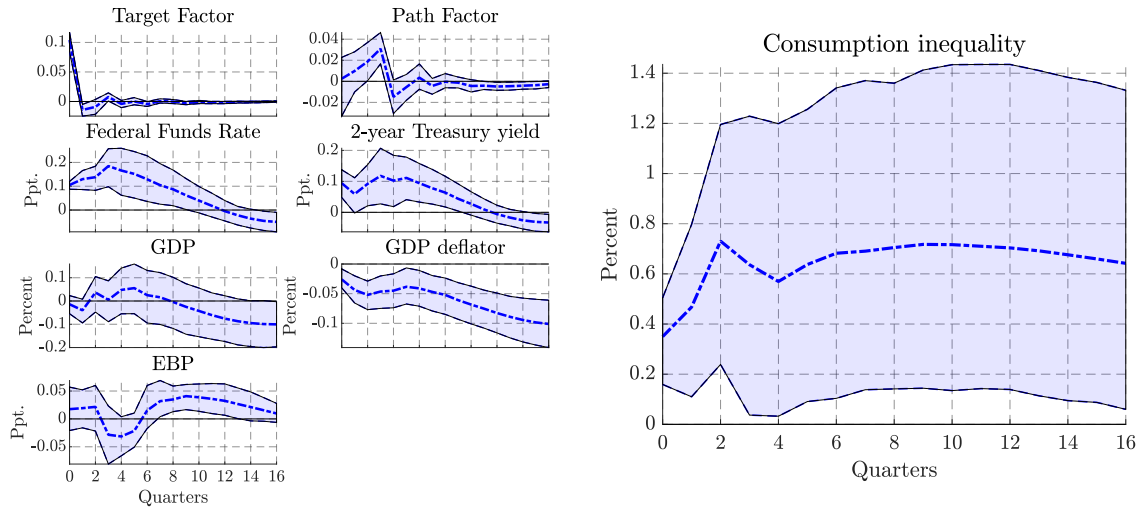 Target Factor
0.1
0.05
0
Path Factor
0.04
0.02
0
-0.02
Federal Funds Rate
Ppt.
0.2
0.1
0
2-year Treasury yield
0.2
0.1
0
GDP
Percent
0.1
0
-0.1
-0.2
GDP deflator
Percent
0
-0.05
-0.1
EBP
Ppt.
0.05
0
-0.05
0 2 4 6 8 10 12 14 16
Quarters
Consumption inequality
Percent
1.4
1.2
1
0.8
0.6
0.4
0.2
0
0 2 4 6 8 10 12 14 16
Quarters